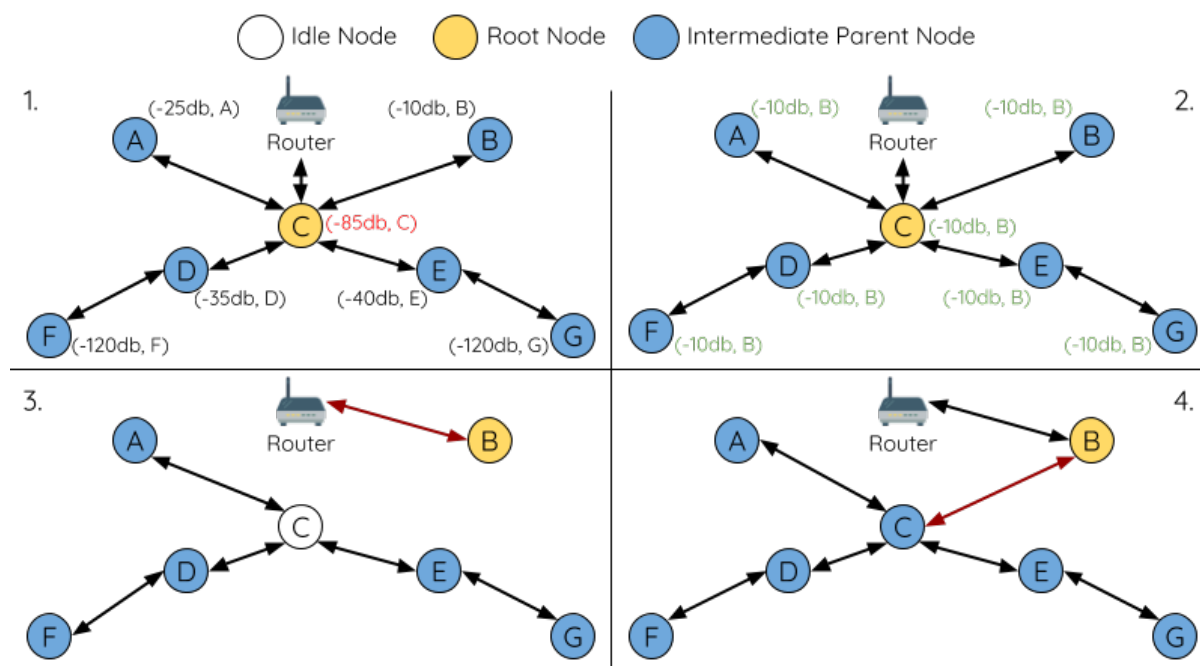 Idle Node Root Node Intermediate Parent Node
1.
(-25db, A) (-10db, B)
A B
Router
C (-85db, C)
D E
(-35db, D) (-40db, E)
F (-120db, F) (-120db, G) G
2.
(-10db, B) (-10db, B)
A B
Router
C (-10db, B)
D E
(-10db, B) (-10db, B)
F (-10db, B) (-10db, B) G
3.
A B
Router
C
D E
F G
4.
A B
Router
C
D E
F G